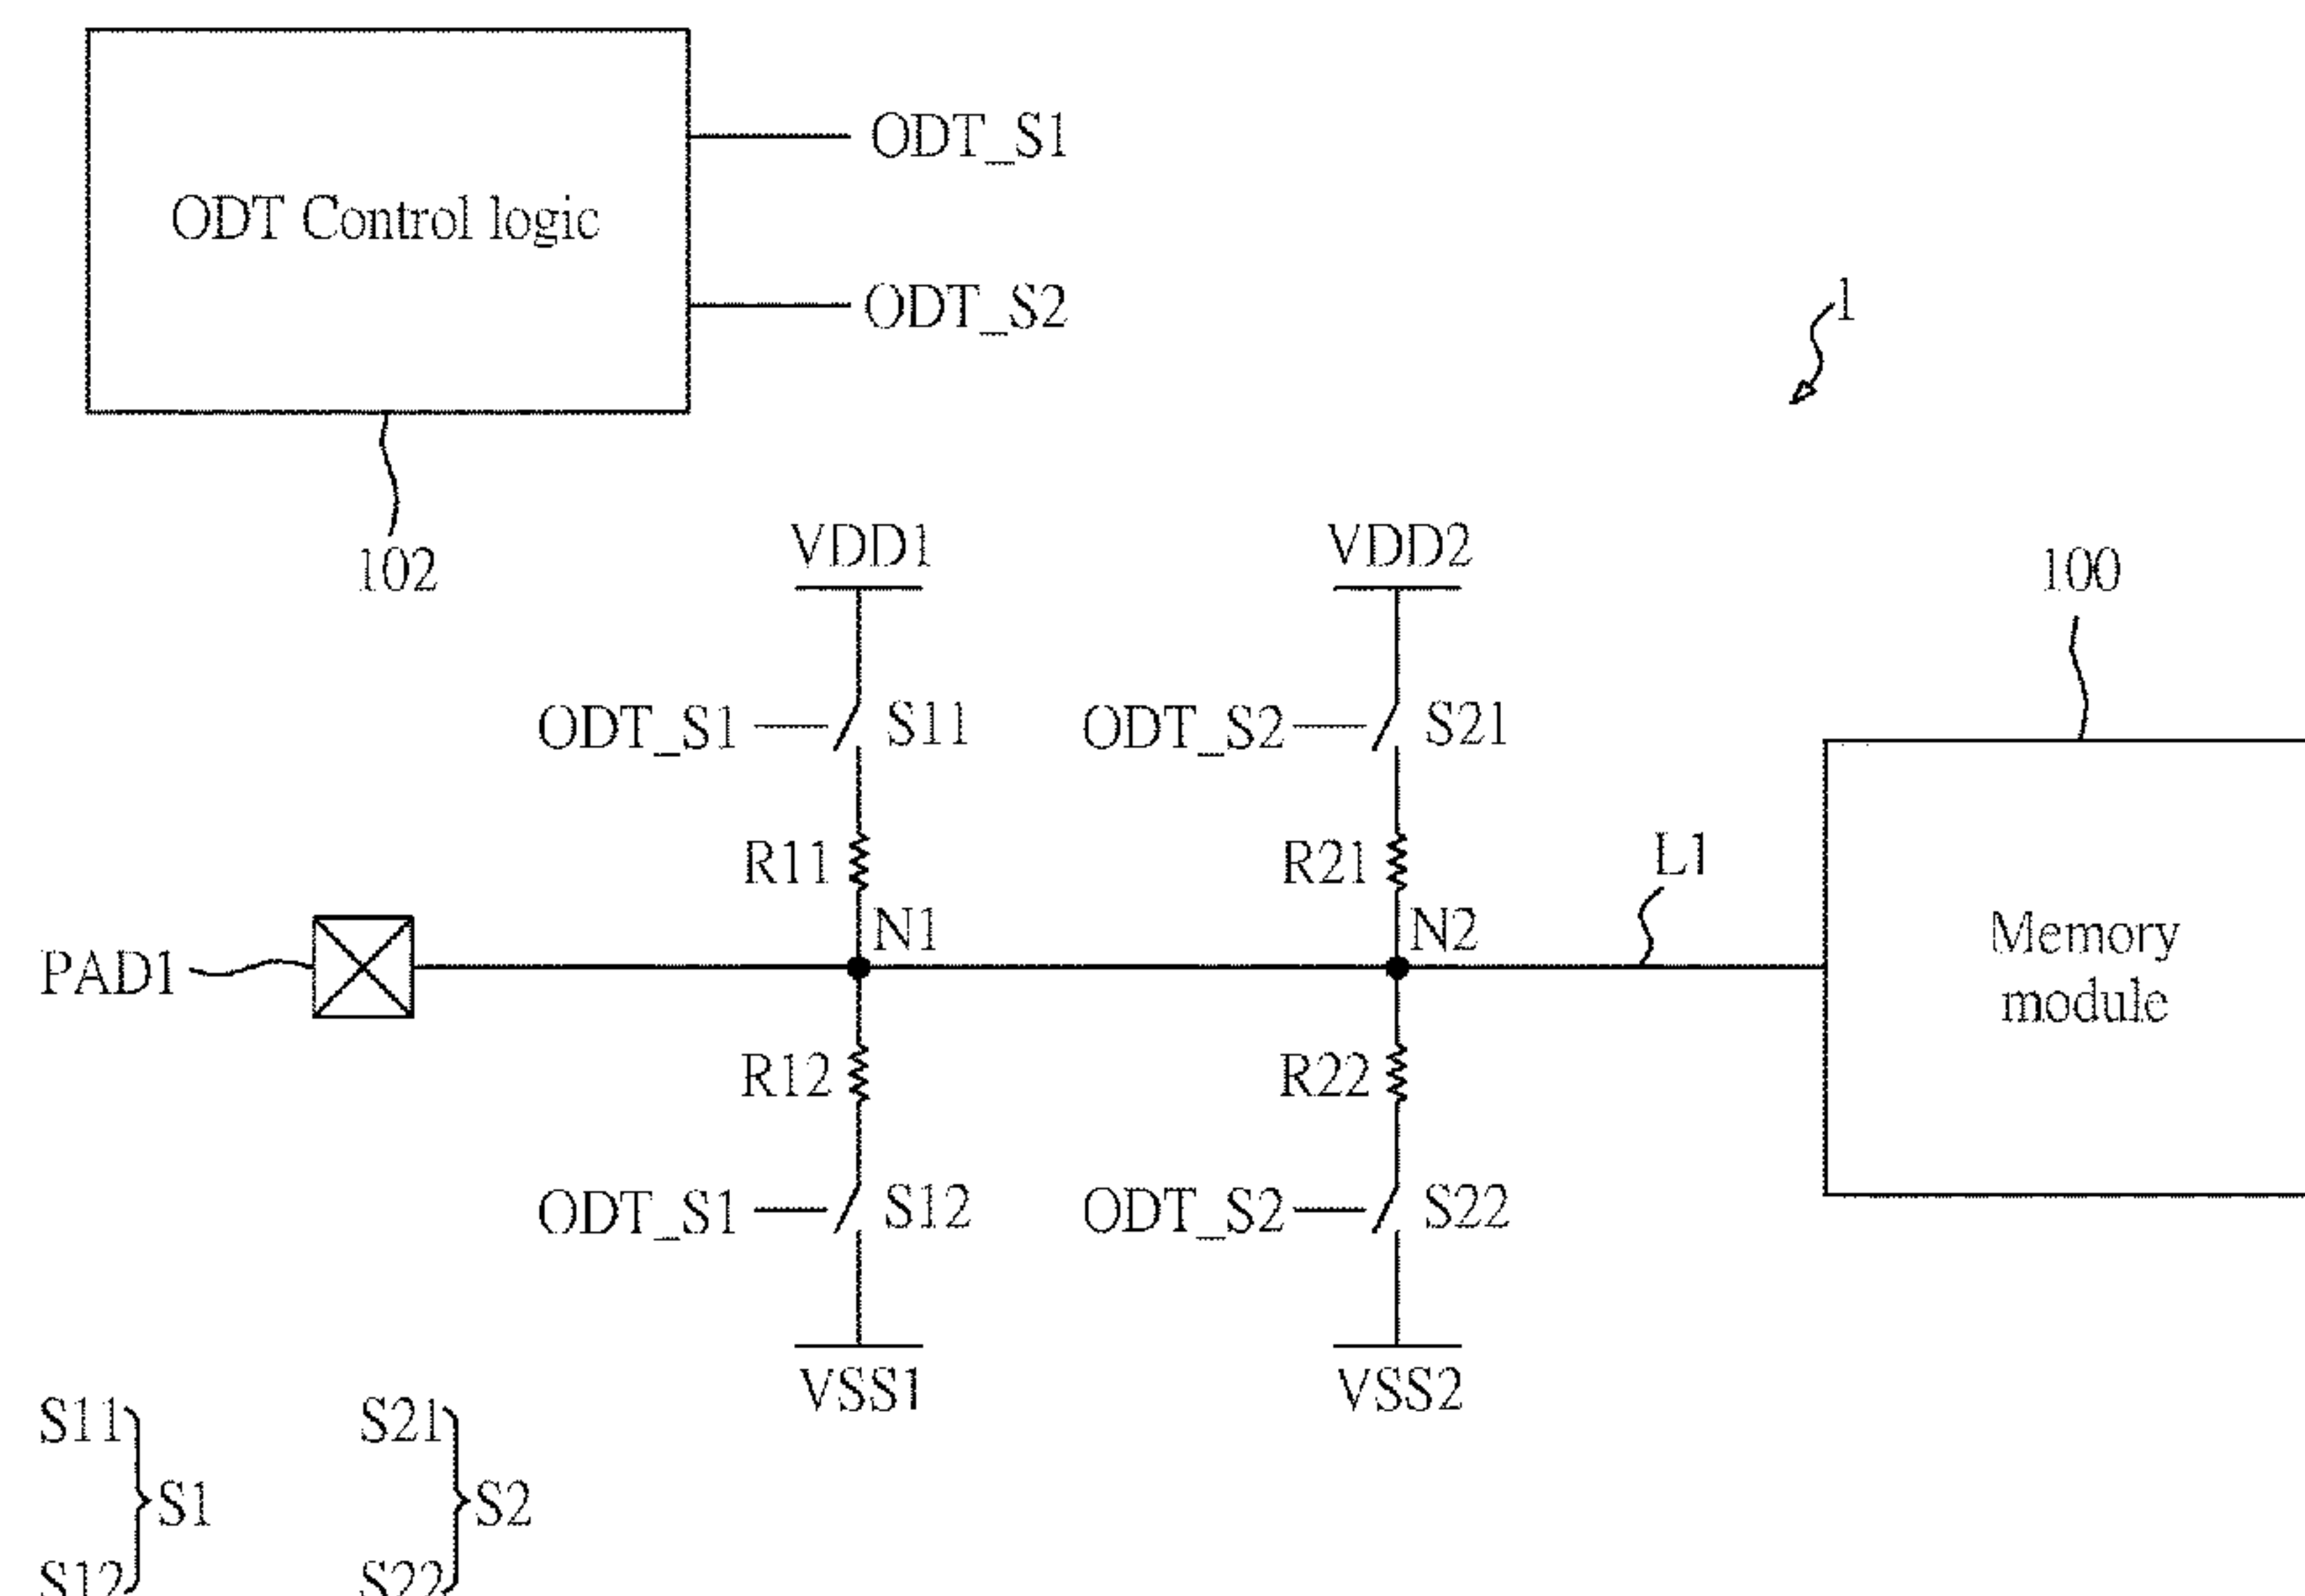 ODT_S1
ODT Control logic
ODT_S2
1
102
VDD1
VDD2
100
ODT_S1
S11
ODT_S2
S21
R11
R21
L1
N1
N2
Memory
module
PAD1
R12
R22
ODT_S1
S12
ODT_S2
S22
VSS1
VSS2
S11
S21
S1
S2
S12
S22